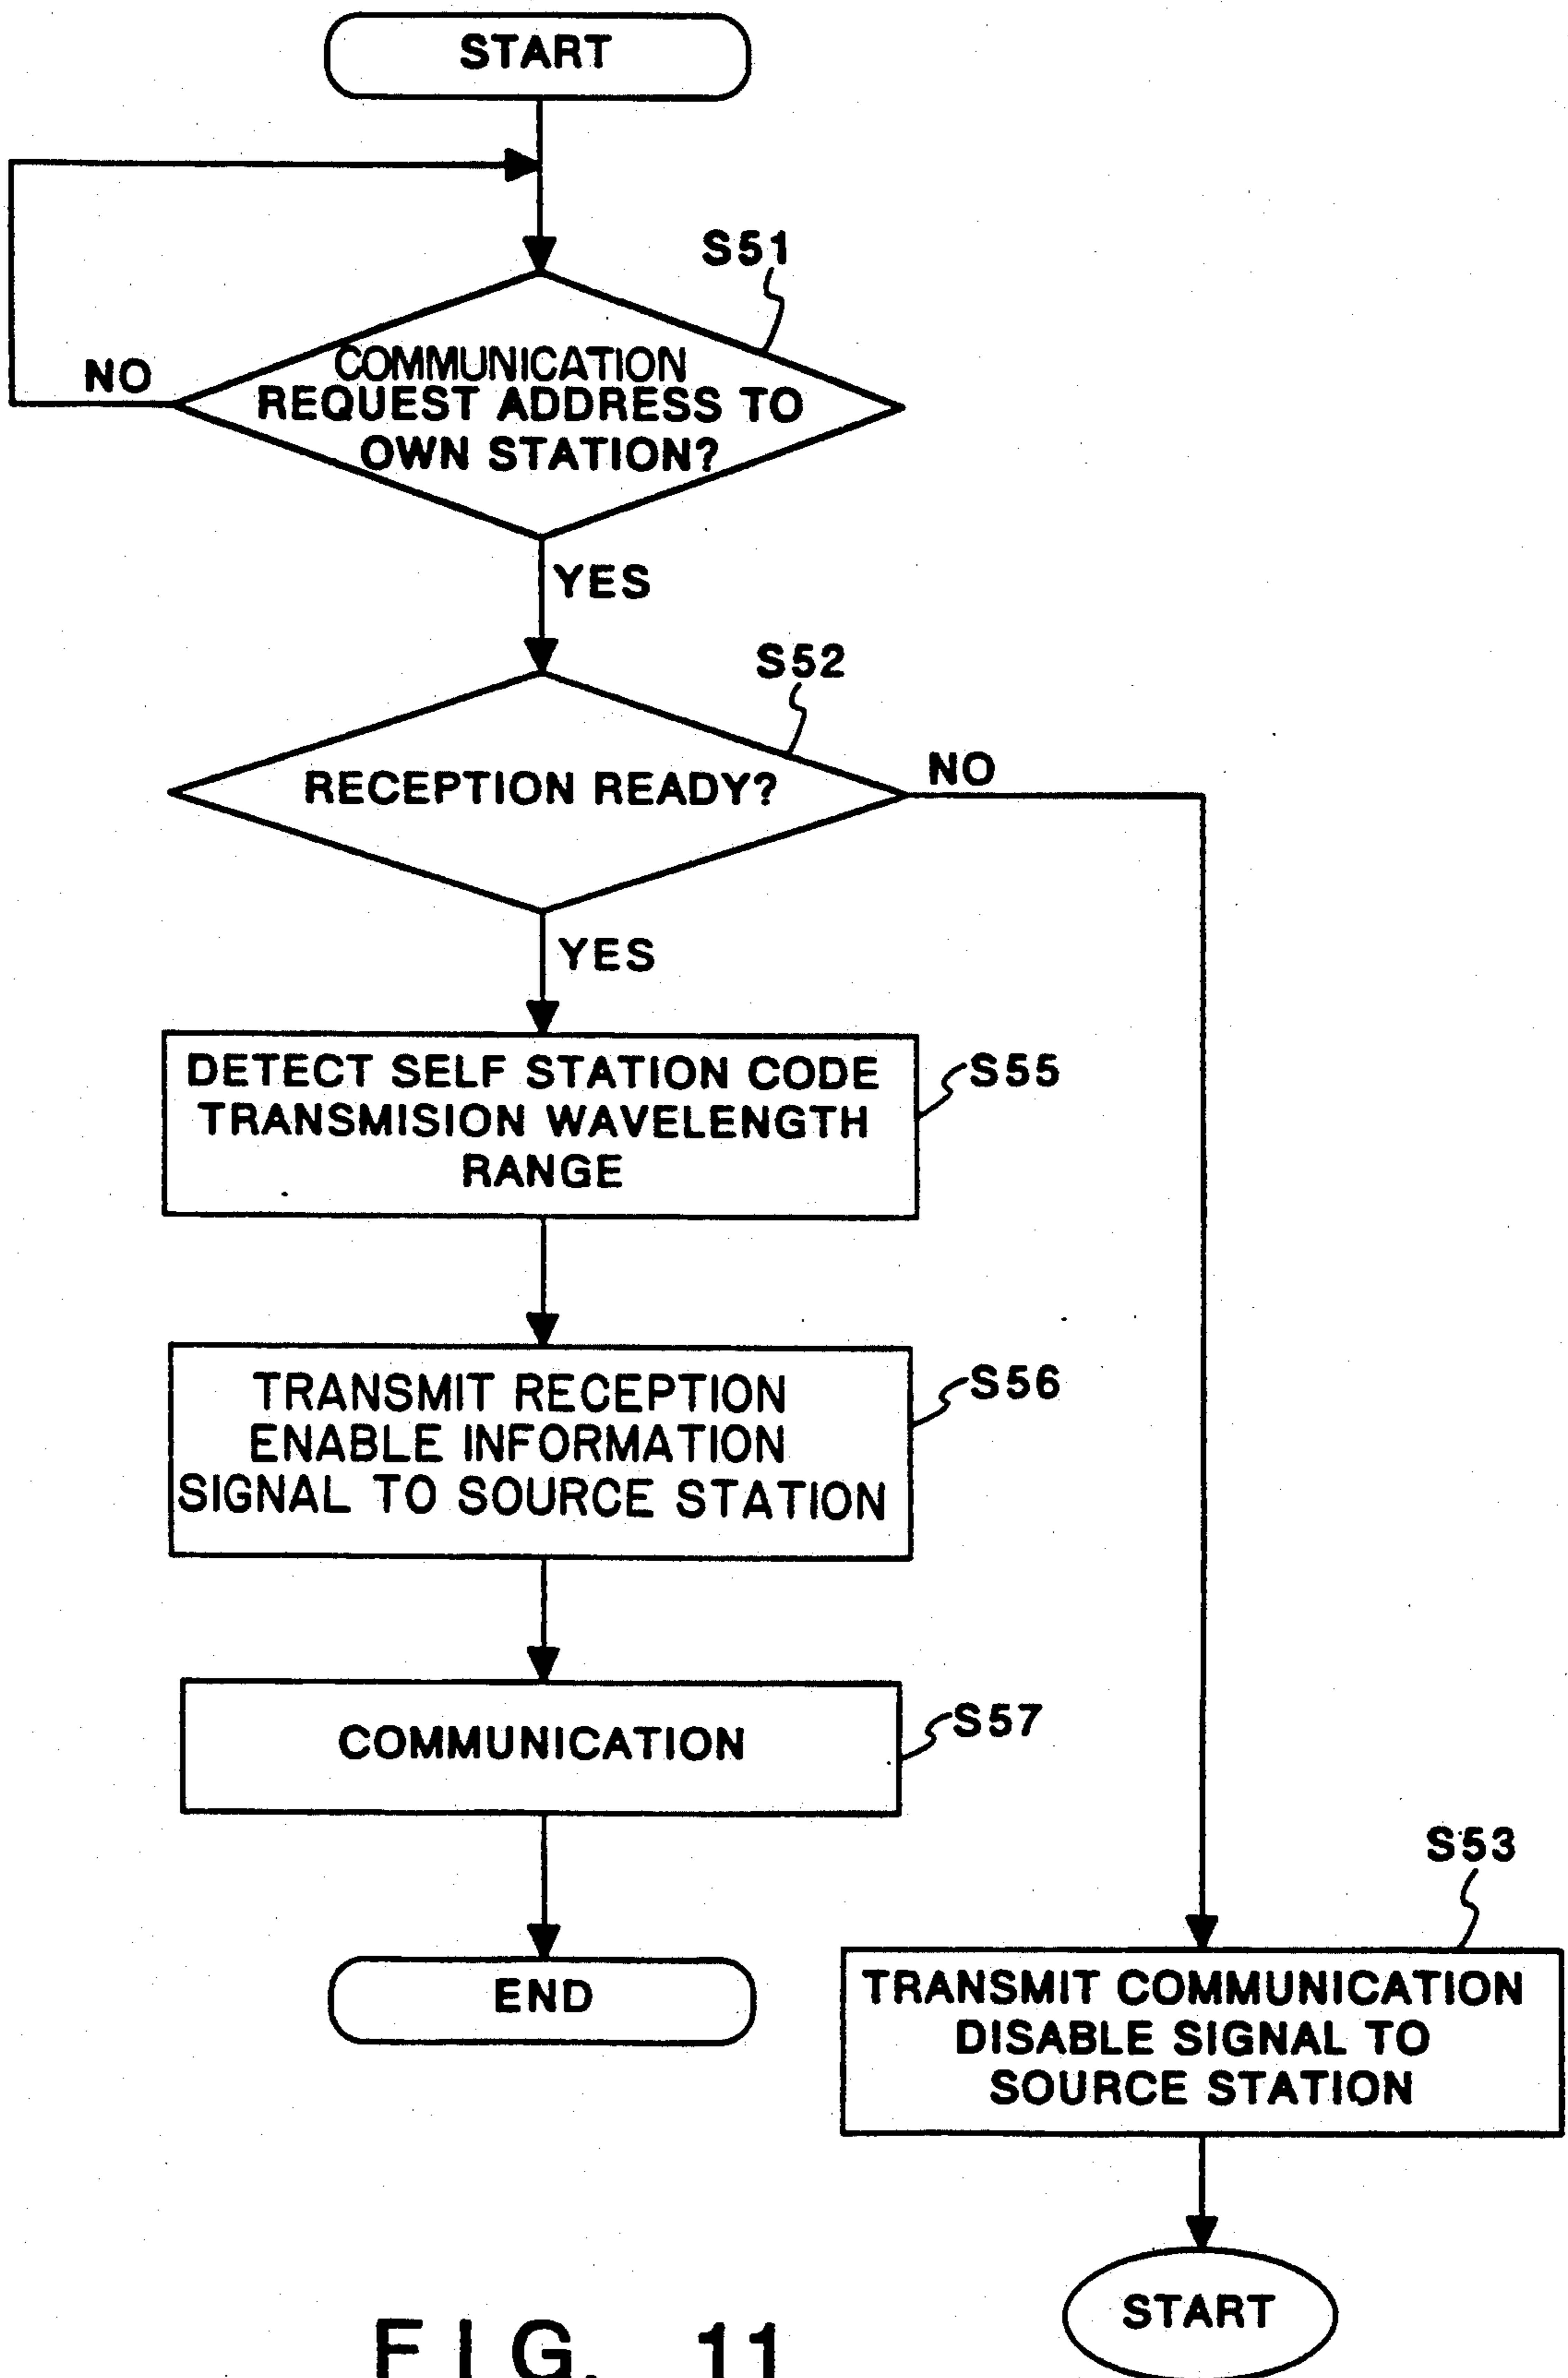 START
S51
NO
COMMUNICATION
REQUEST ADDRESS TO
OWN STATION?
YES
S52
RECEPTION READY?
NO
YES
DETECT SELF STATION CODE
TRANSMISION WAVELENGTH
RANGE
S55
TRANSMIT RECEPTION
ENABLE INFORMATION
SIGNAL TO SOURCE STATION
S56
COMMUNICATION
S57
END
S53
TRANSMIT COMMUNICATION
DISABLE SIGNAL TO
SOURCE STATION
START
FIG. 11